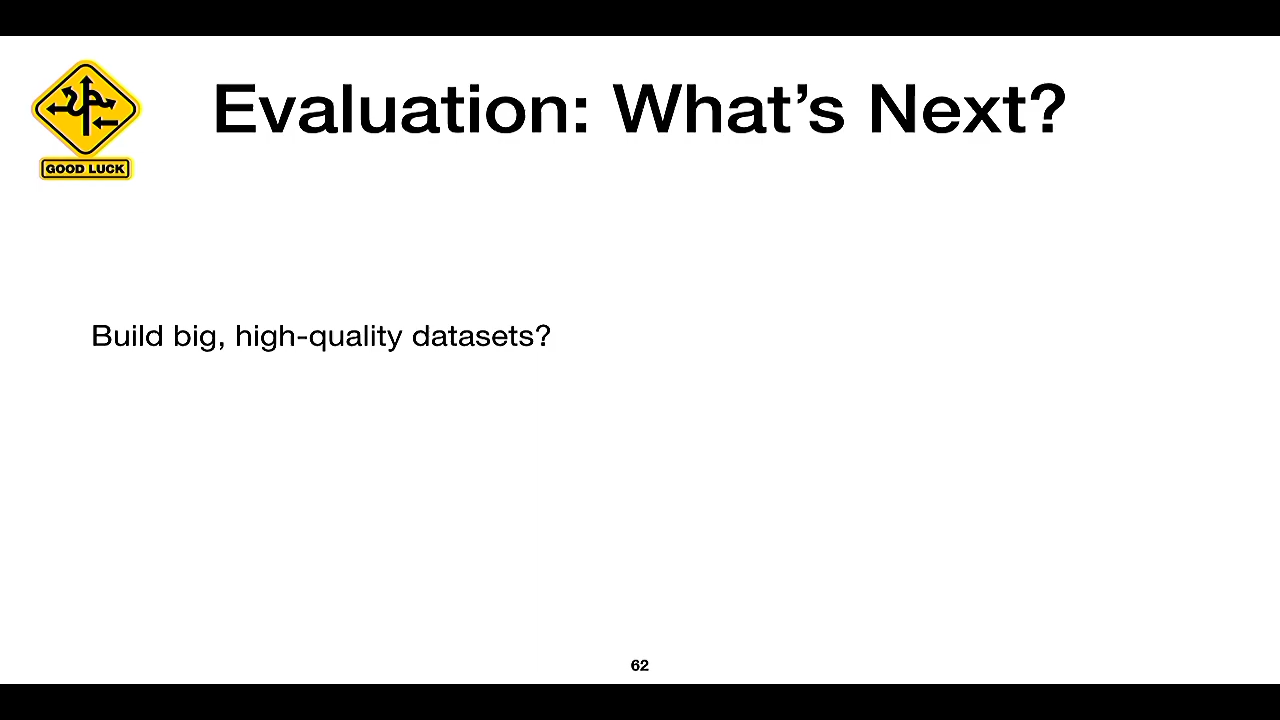 Evaluation: What’s Next?
GOOD LUCK
Build big, high-quality datasets?
62